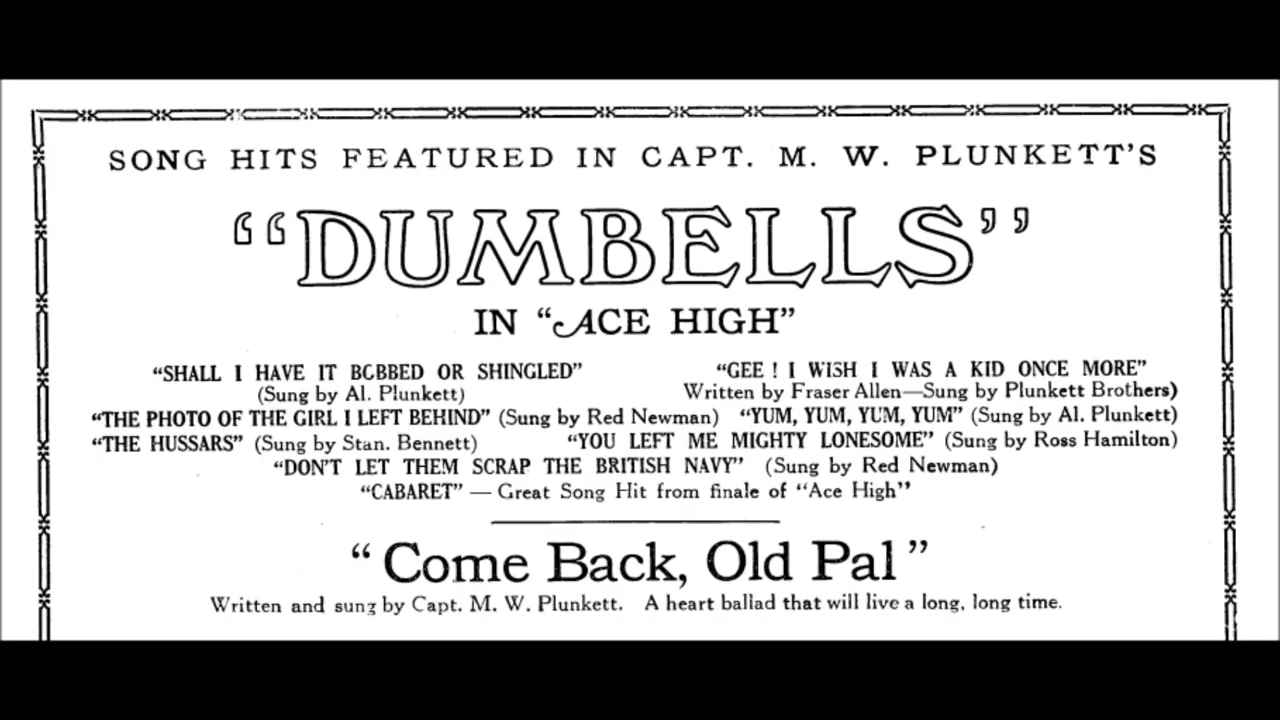 SONG HITS FEATURED IN CAPT. M. W. PLUNKETT'S
“DUMBELLS”
IN “ACE HIGH”
“SHALL I HAVE IT BOBBED OR SHINGLED” “GEE ! I WISH I WAS A KID ONCE MORE”
(Sung by Al. Plunkett) Written by Fraser Allen—Sung by Plunkett Brothers)
“THE PHOTO OF THE GIRL I LEFT BEHIND” (Sung by Red Newman) “YUM, YUM, YUM, YUM” (Sung by Al. Plunkett)
“THE HUSSARS” (Sung by Stan. Bennett) “YOU LEFT ME MIGHTY LONESOME” (Sung by Ross Hamilton)
“DON'T LET THEM SCRAP THE BRITISH NAVY” (Sung by Red Newman)
“CABARET” — Great Song Hit from finale of “Ace High”
“Come Back, Old Pal”
Written and sung by Capt. M. W. Plunkett. A heart ballad that will live a long, long time.